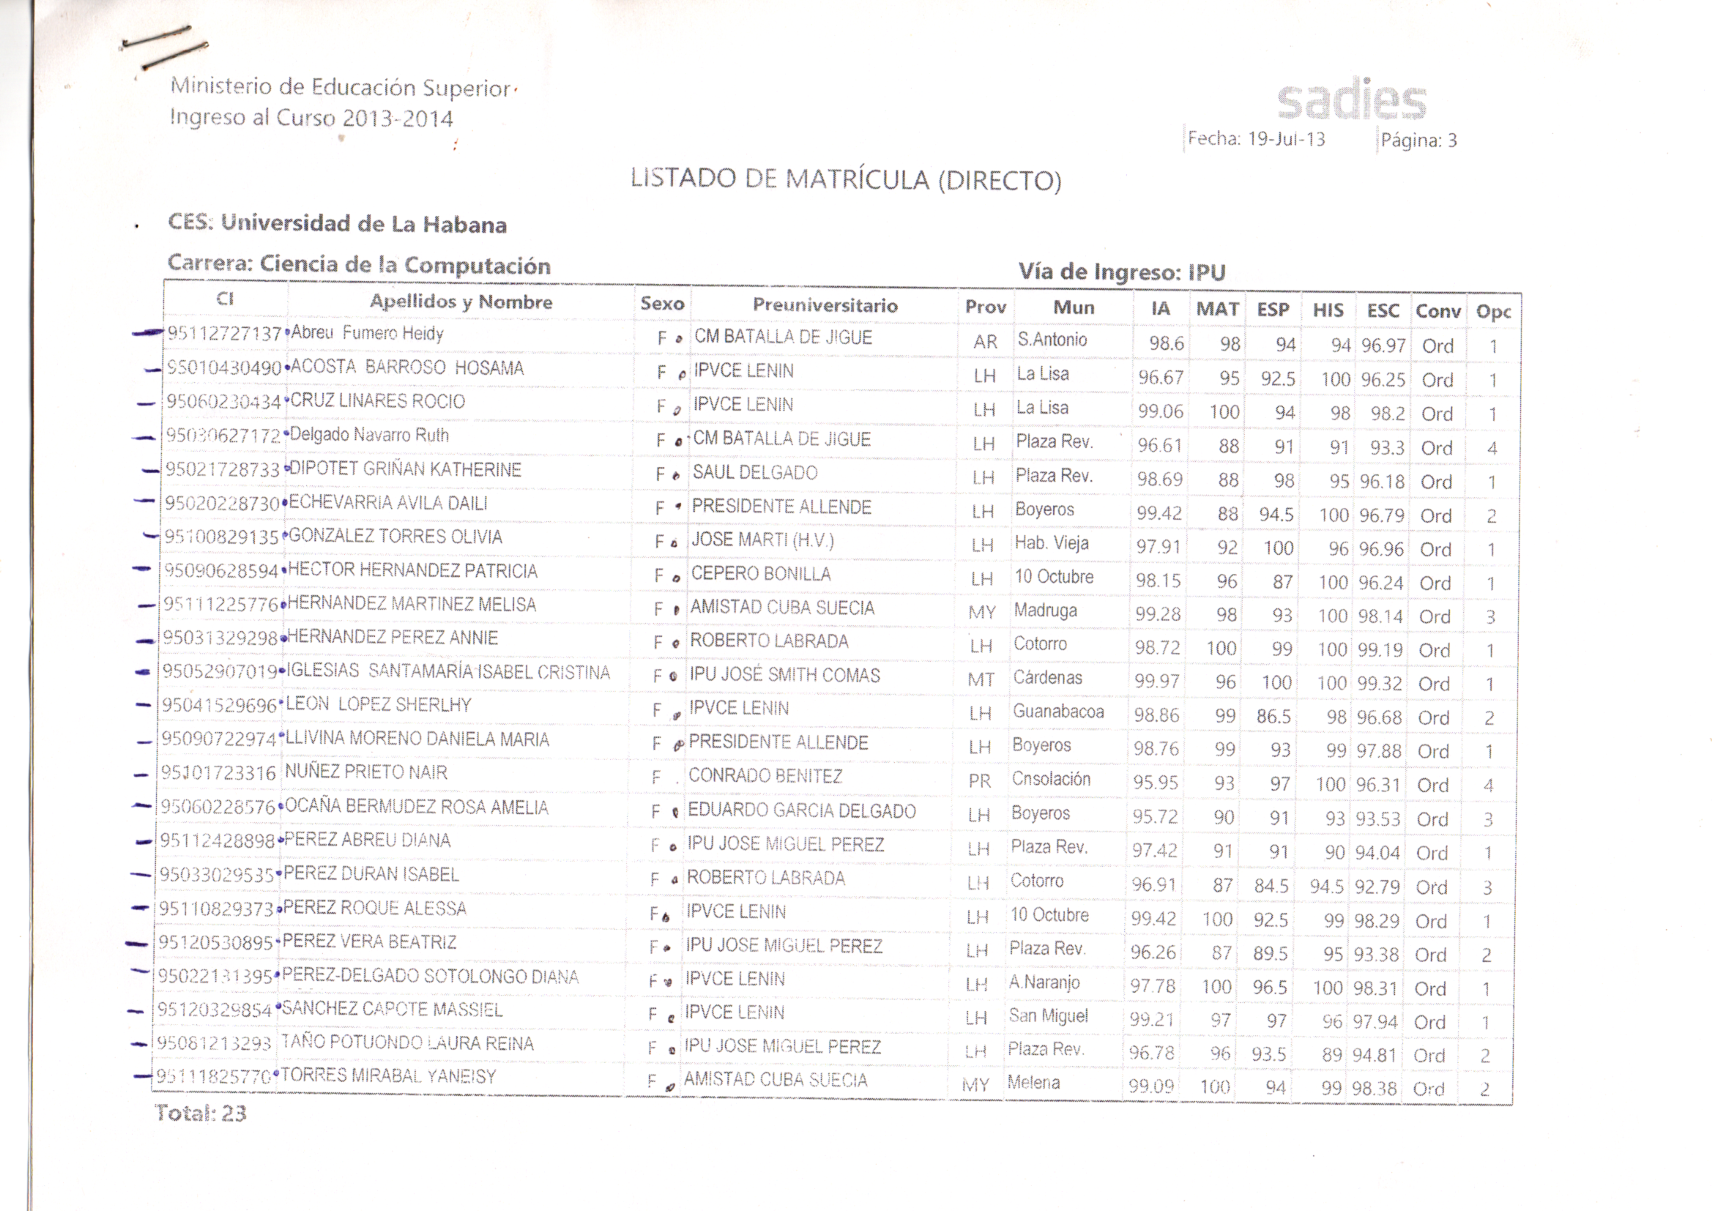 Ministerio de Educación Superior
Ingreso al Curso 2013-2014
sadies
Fecha: 19-Jul-13 Página: 3
LISTADO DE MATRÍCULA (DIRECTO)
CES: Universidad de La Habana
Carrera: Ciencia de la Computación Vía de Ingreso: IPU
CI Apellidos y Nombre Sexo Preuniversitario Prov Mun IA MAT ESP HIS ESC Conv Opc
95112727137 Abreu Fumero Heidy F CM BATALLA DE JIGUE AR S.Antonio 98.6 98 94 94 96.97 Ord 1
95010430490 ACOSTA BARROSO HOSAMA F IPVCE LENIN LH La Lisa 96.67 95 92.5 100 96.25 Ord 1
95060230434 CRUZ LINARES ROCIO F IPVCE LENIN LH La Lisa 99.06 100 94 98 98.2 Ord 1
95030627172 Delgado Navarro Ruth F CM BATALLA DE JIGUE LH Plaza Rev. 96.61 88 91 91 93.3 Ord 4
95021728733 DIPOTET GRIÑAN KATHERINE F SAUL DELGADO LH Plaza Rev. 98.69 88 98 95 96.18 Ord 1
95020228730 ECHEVARRIA AVILA DAILI F PRESIDENTE ALLENDE LH Boyeros 99.42 88 94.5 100 96.79 Ord 2
95100829135 GONZALEZ TORRES OLIVIA F JOSE MARTI (H.V.) LH Hab. Vieja 97.91 92 100 96 96.96 Ord 1
95090628594 HECTOR HERNANDEZ PATRICIA F CEPERO BONILLA LH 10 Octubre 98.15 96 87 100 96.24 Ord 1
95111225776 HERNANDEZ MARTINEZ MELISA F AMISTAD CUBA SUECIA MY Madruga 99.28 98 93 100 98.14 Ord 3
95031329298 HERNANDEZ PEREZ ANNIE F ROBERTO LABRADA LH Cotorro 98.72 100 99 100 99.19 Ord 1
95052907019 IGLESIAS SANTAMARÍA ISABEL CRISTINA F IPU JOSÉ SMITH COMAS MT Cárdenas 99.97 96 100 100 99.32 Ord 1
95041529696 LEON LOPEZ SHERLHY F IPVCE LENIN LH Guanabacoa 98.86 99 86.5 98 96.68 Ord 2
95090722974 LLIVINA MORENO DANIELA MARIA F PRESIDENTE ALLENDE LH Boyeros 98.76 99 93 99 97.88 Ord 1
95101723316 NUÑEZ PRIETO NAIR F CONRADO BENITEZ PR Cnsolación 95.95 93 97 100 96.31 Ord 4
95060228576 OCAÑA BERMUDEZ ROSA AMELIA F EDUARDO GARCIA DELGADO LH Boyeros 95.72 90 91 93 93.53 Ord 3
95112428898 PEREZ ABREU DIANA F IPU JOSE MIGUEL PEREZ LH Plaza Rev. 97.42 91 91 90 94.04 Ord 1
95033029535 PEREZ DURAN ISABEL F ROBERTO LABRADA LH Cotorro 96.91 87 84.5 94.5 92.79 Ord 3
95110829373 PEREZ ROQUE ALESSA F IPVCE LENIN LH 10 Octubre 99.42 100 92.5 99 98.29 Ord 1
95120530895 PEREZ VERA BEATRIZ F IPU JOSE MIGUEL PEREZ LH Plaza Rev. 96.26 87 89.5 95 93.38 Ord 2
95022131395 PEREZ-DELGADO SOTOLONGO DIANA F IPVCE LENIN LH A.Naranjo 97.78 100 96.5 100 98.31 Ord 1
95120329854 SANCHEZ CAPOTE MASSIEL F IPVCE LENIN LH San Miguel 99.21 97 97 96 97.94 Ord 1
95081213293 TAÑO POTUONDO LAURA REINA F IPU JOSE MIGUEL PEREZ LH Plaza Rev. 96.78 96 93.5 89 94.81 Ord 2
95111825770 TORRES MIRABAL YANEISY F AMISTAD CUBA SUECIA MY Melena 99.09 100 94 99 98.38 Ord 2
Total: 23